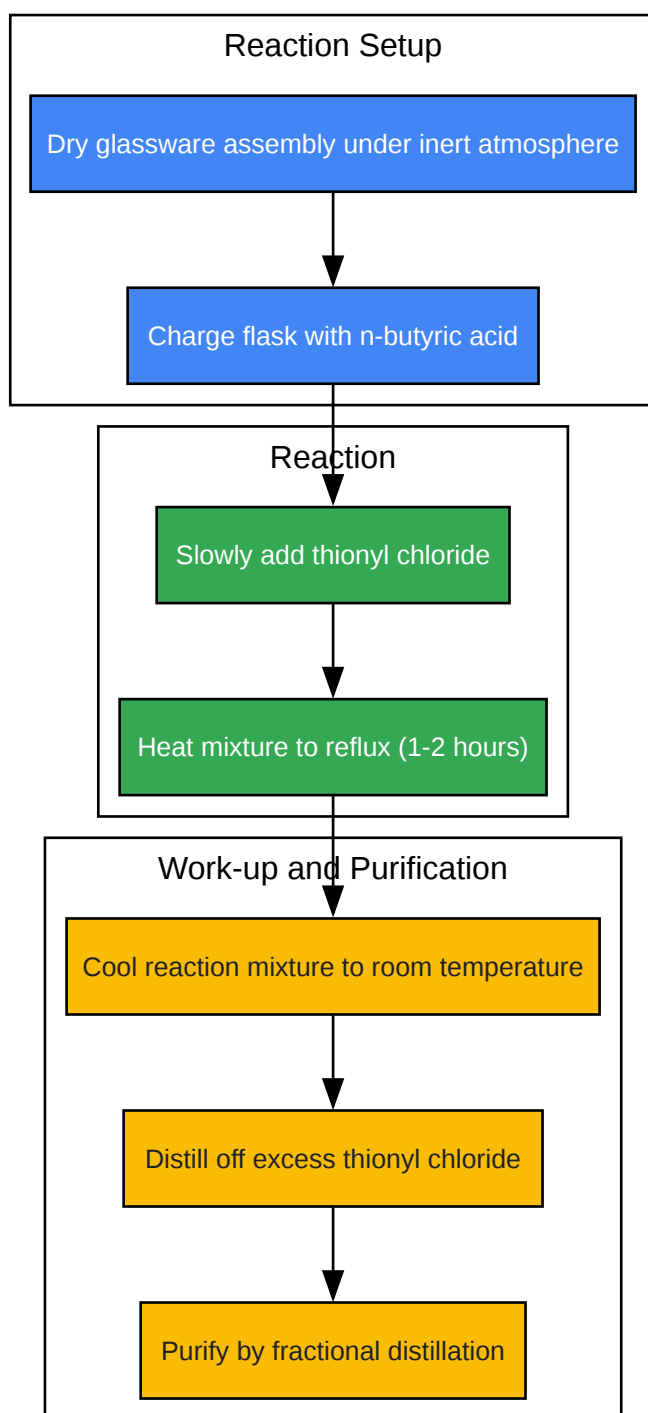 Reaction Setup
Dry glassware assembly under inert atmosphere
Charge flask with n-butyric acid
Reaction
Slowly add thionyl chloride
Heat mixture to reflux (1-2 hours)
Work-up and Purification
Cool reaction mixture to room temperature
Distill off excess thionyl chloride
Purify by fractional distillation